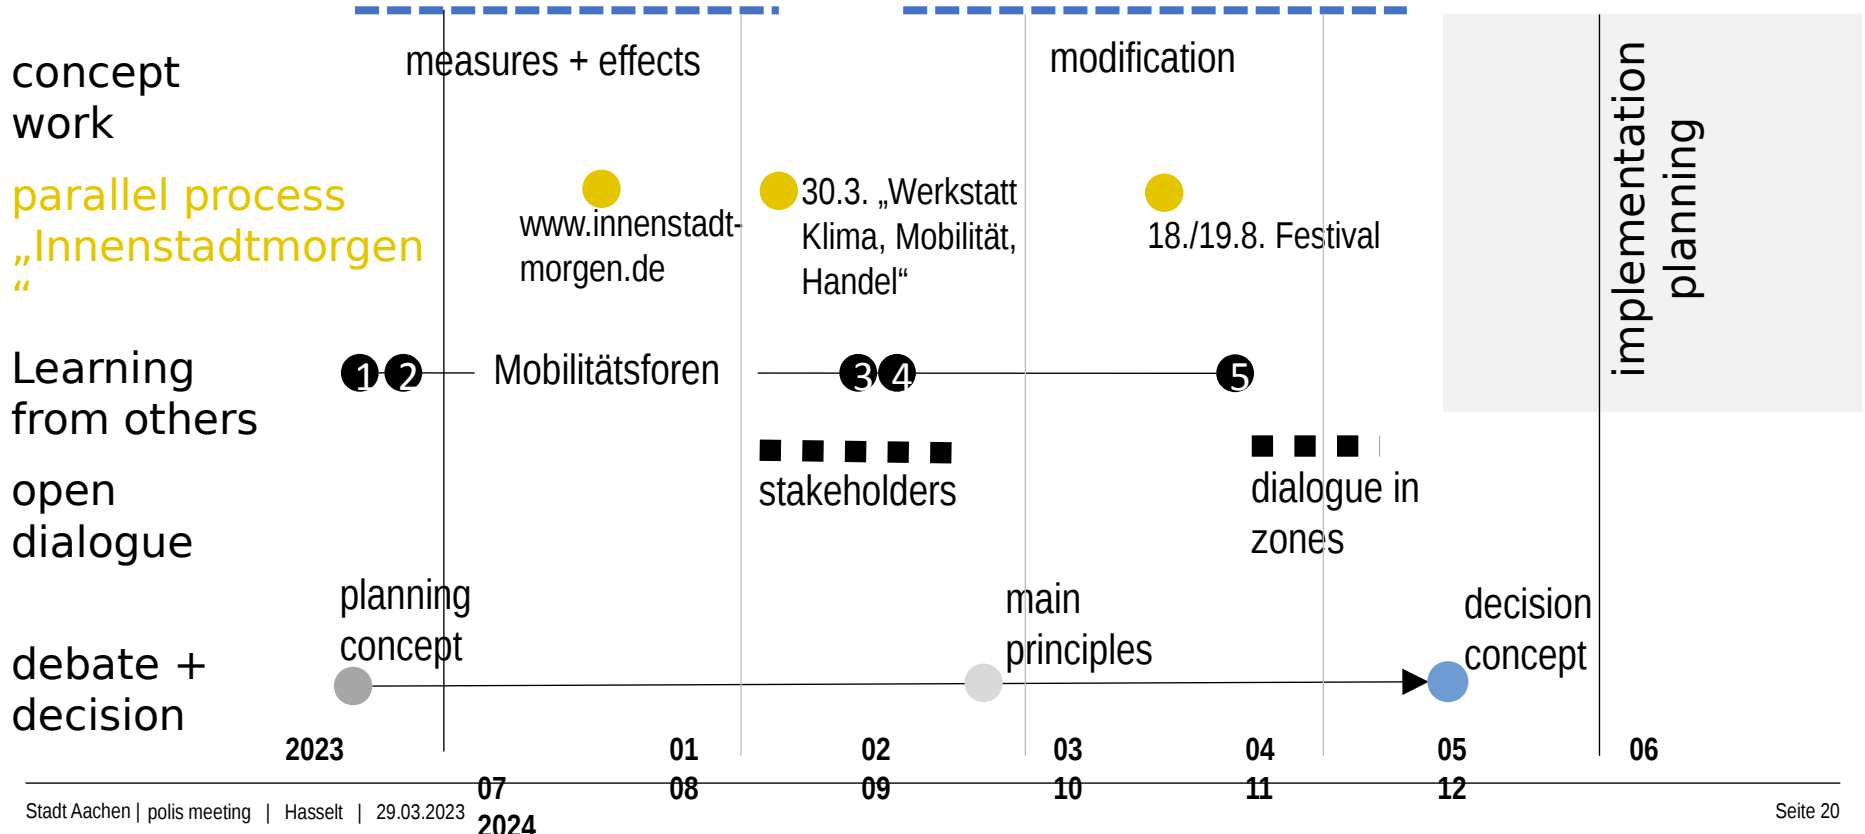 measures + effects
modification
concept
work
implementation
planning
parallel process
„Innenstadtmorgen
“
www.innenstadt-
morgen.de
30.3. „Werkstatt
Klima, Mobilität,
Handel“
18./19.8. Festival
Learning
from others
1
2
Mobilitätsforen
3
4
5
open
dialogue
stakeholders
dialogue in
zones
debate +
decision
planning
concept
main
principles
decision
concept
2023 01 02 03 04 05 06
07 08 09 10 11 12
2024
Stadt Aachen | polis meeting | Hasselt | 29.03.2023
Seite 20